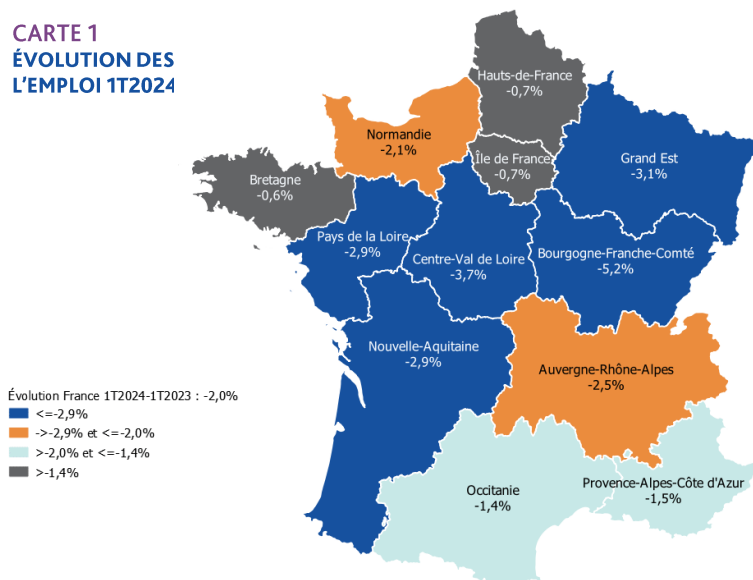 CARTE 1
ÉVOLUTION DES
L'EMPLOI 1T2024
Hauts-de-France
-0,7%
Normandie
-2,1%
Île de France
-0,7%
Grand Est
-3,1%
Bretagne
-0,6%
Pays de la Loire
-2,9%
Centre-Val de Loire
-3,7%
Bourgogne-Franche-Comté
-5,2%
Nouvelle-Aquitaine
-2,9%
Auvergne-Rhône-Alpes
-2,5%
Occitanie
-1,4%
Provence-Alpes-Côte d'Azur
-1,5%
Évolution France 1T2024-1T2023 : -2,0%
<=-2,9%
->-2,9% et <=-2,0%
>-2,0% et <=-1,4%
>-1,4%